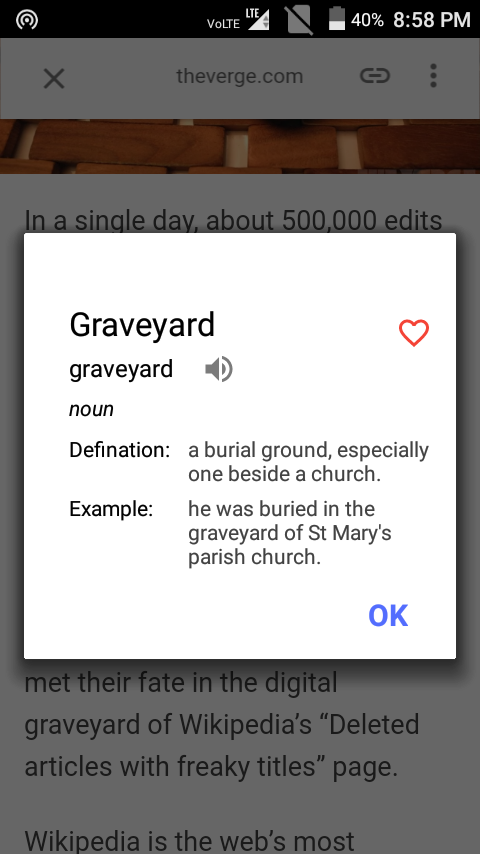 VoLTE LTE 40% 8:58 PM
theverge.com
In a single day, about 500,000 edits
Graveyard
graveyard
noun
Defination: a burial ground, especially
one beside a church.
Example: he was buried in the
graveyard of St Mary's
parish church.
OK
met their fate in the digital
graveyard of Wikipedia’s “Deleted
articles with freaky titles” page.
Wikipedia is the web’s most